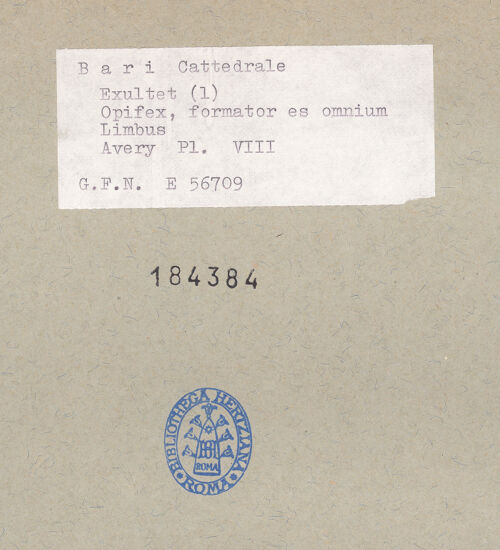 B a r i Cattedrale
Exultet (1)
Opifex, formator es omnium
Limbus
Avery Pl. VIII
G.F.N. E 56709
184384
BIBLIOTHECA HERTZIANA
ROMA
ROMA